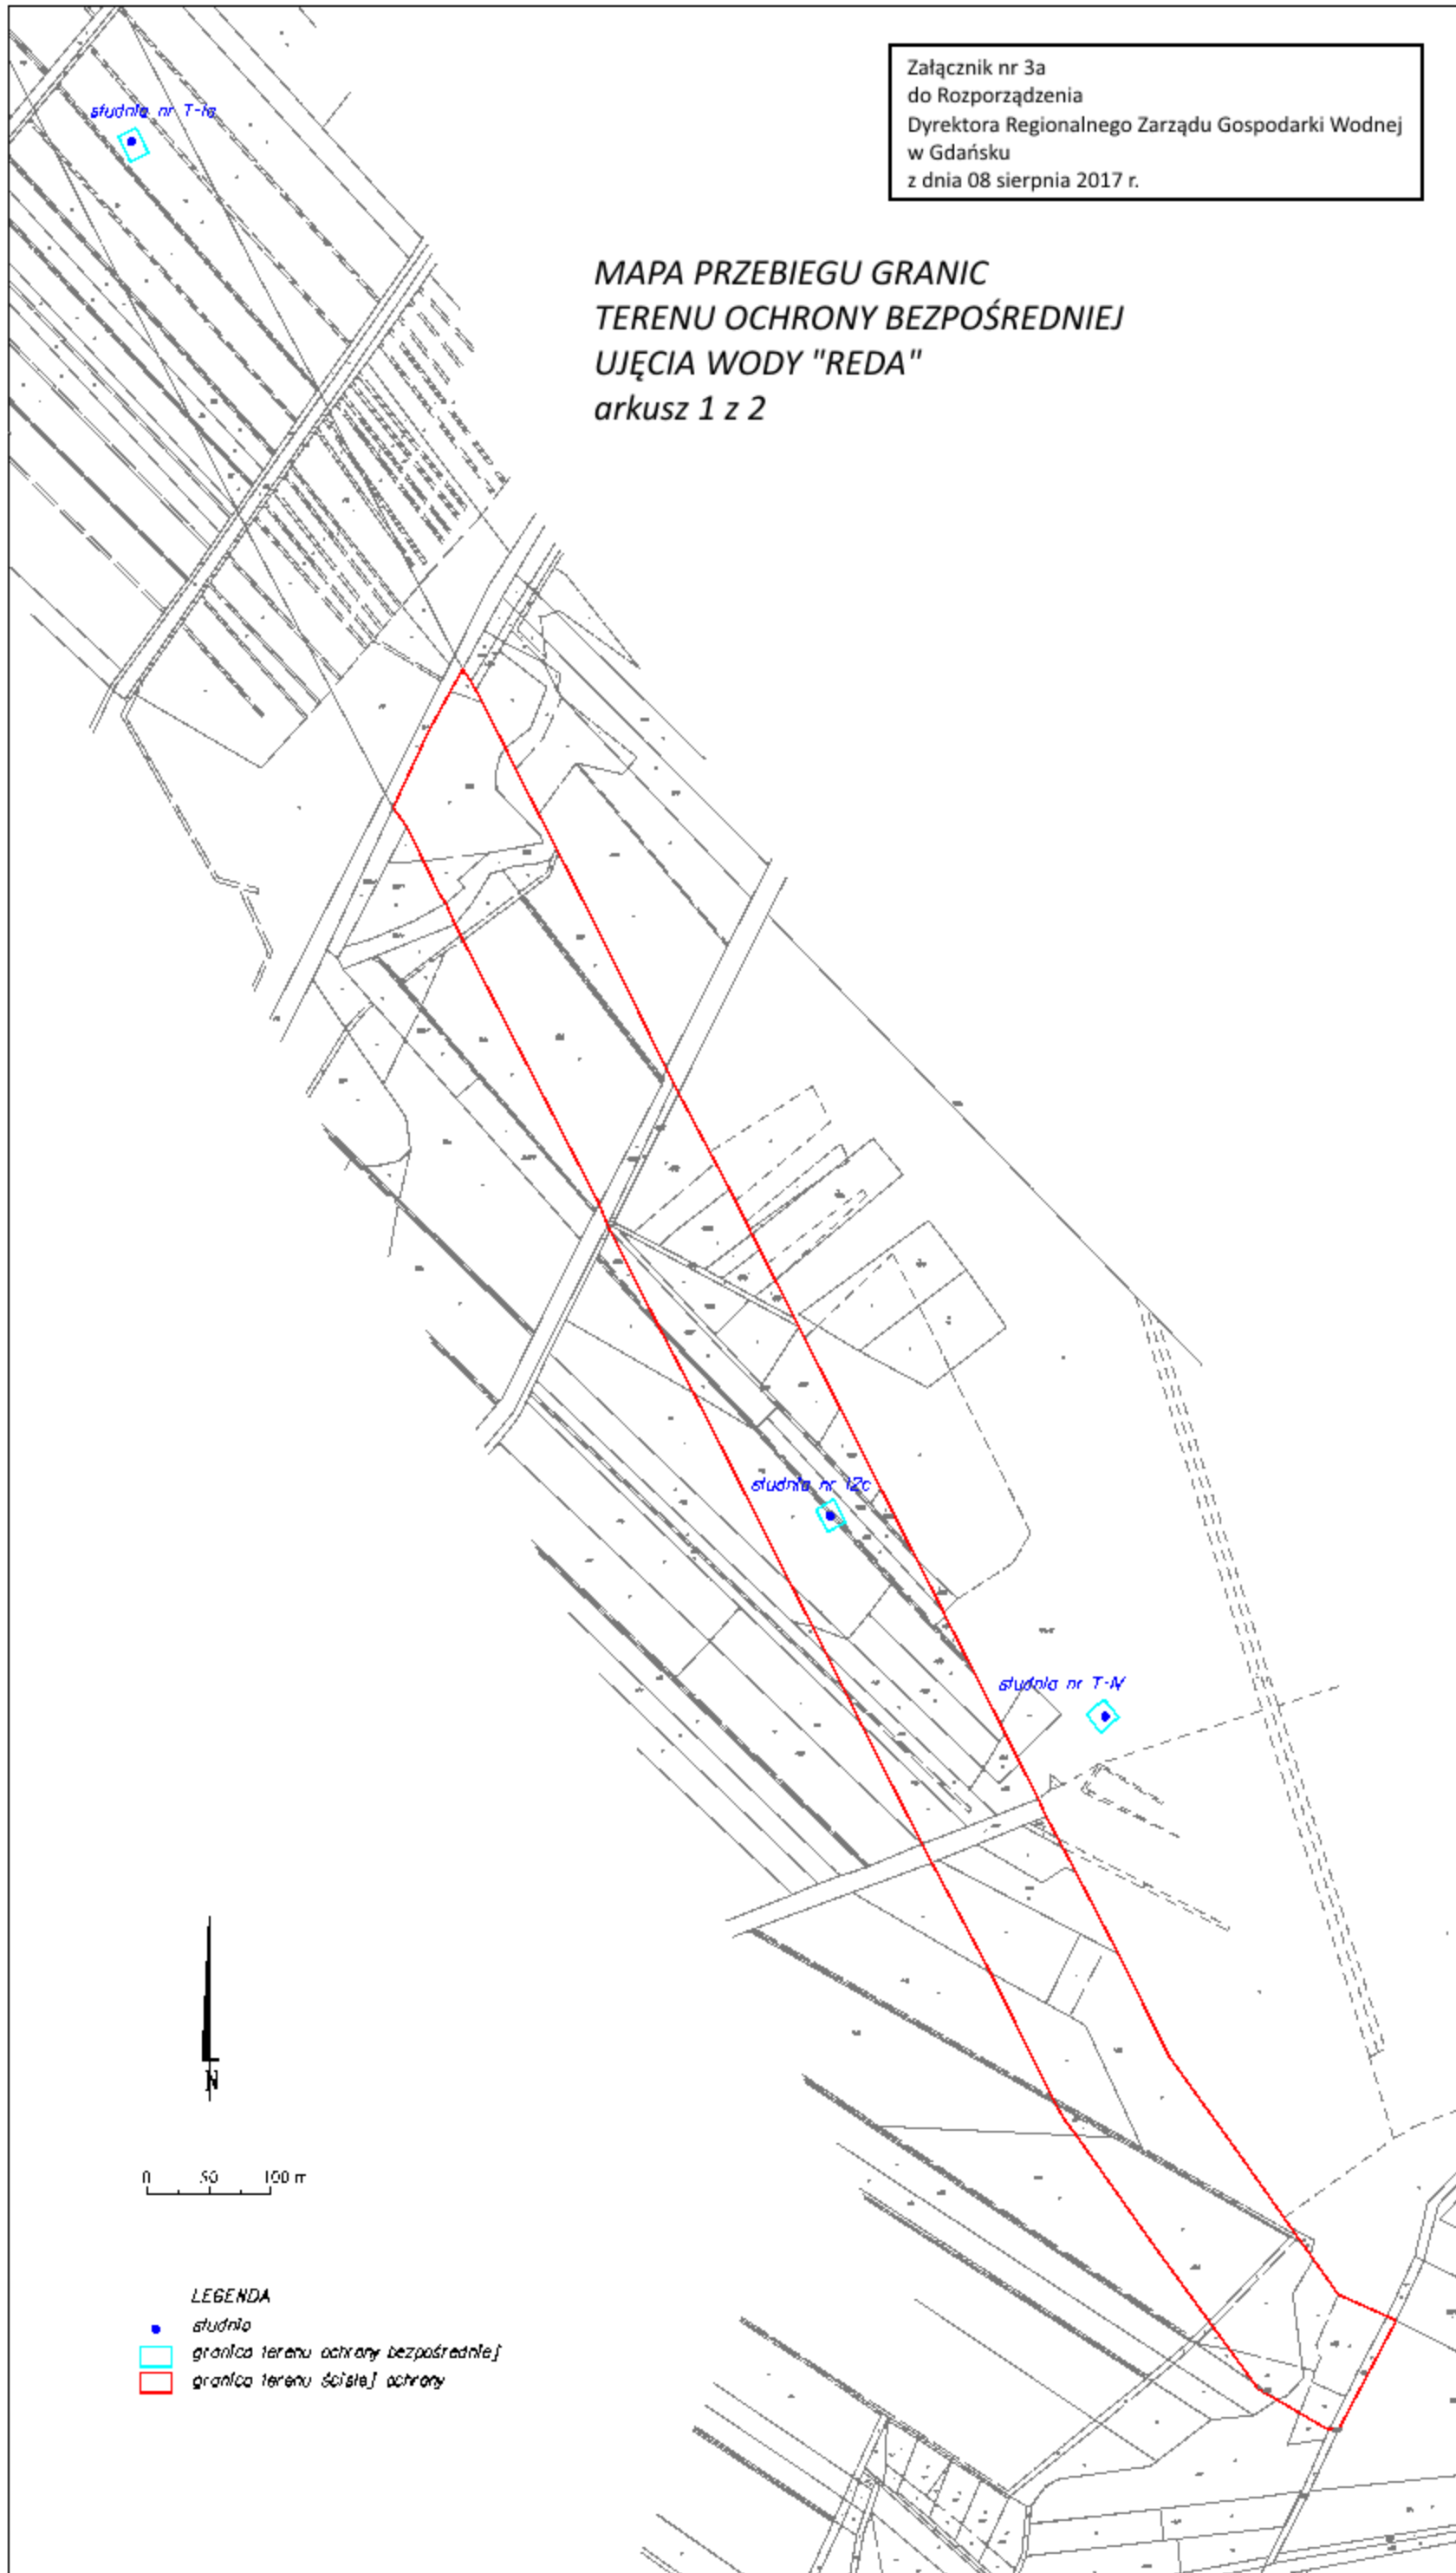 Załącznik nr 3a
do Rozporządzenia
Dyrektora Regionalnego Zarządu Gospodarki Wodnej
w Gdańsku
z dnia 08 sierpnia 2017 r.
studnia nr T-Ia
MAPA PRZEBIEGU GRANIC
TERENU OCHRONY BEZPOŚREDNIEJ
UJĘCIA WODY "REDA"
arkusz 1 z 2
studnia nr 12c
studnia nr T-IV
N
0 50 100 m
LEGENDA
studnia
granica terenu ochrony bezpośredniej
granica terenu ścisłej ochrony